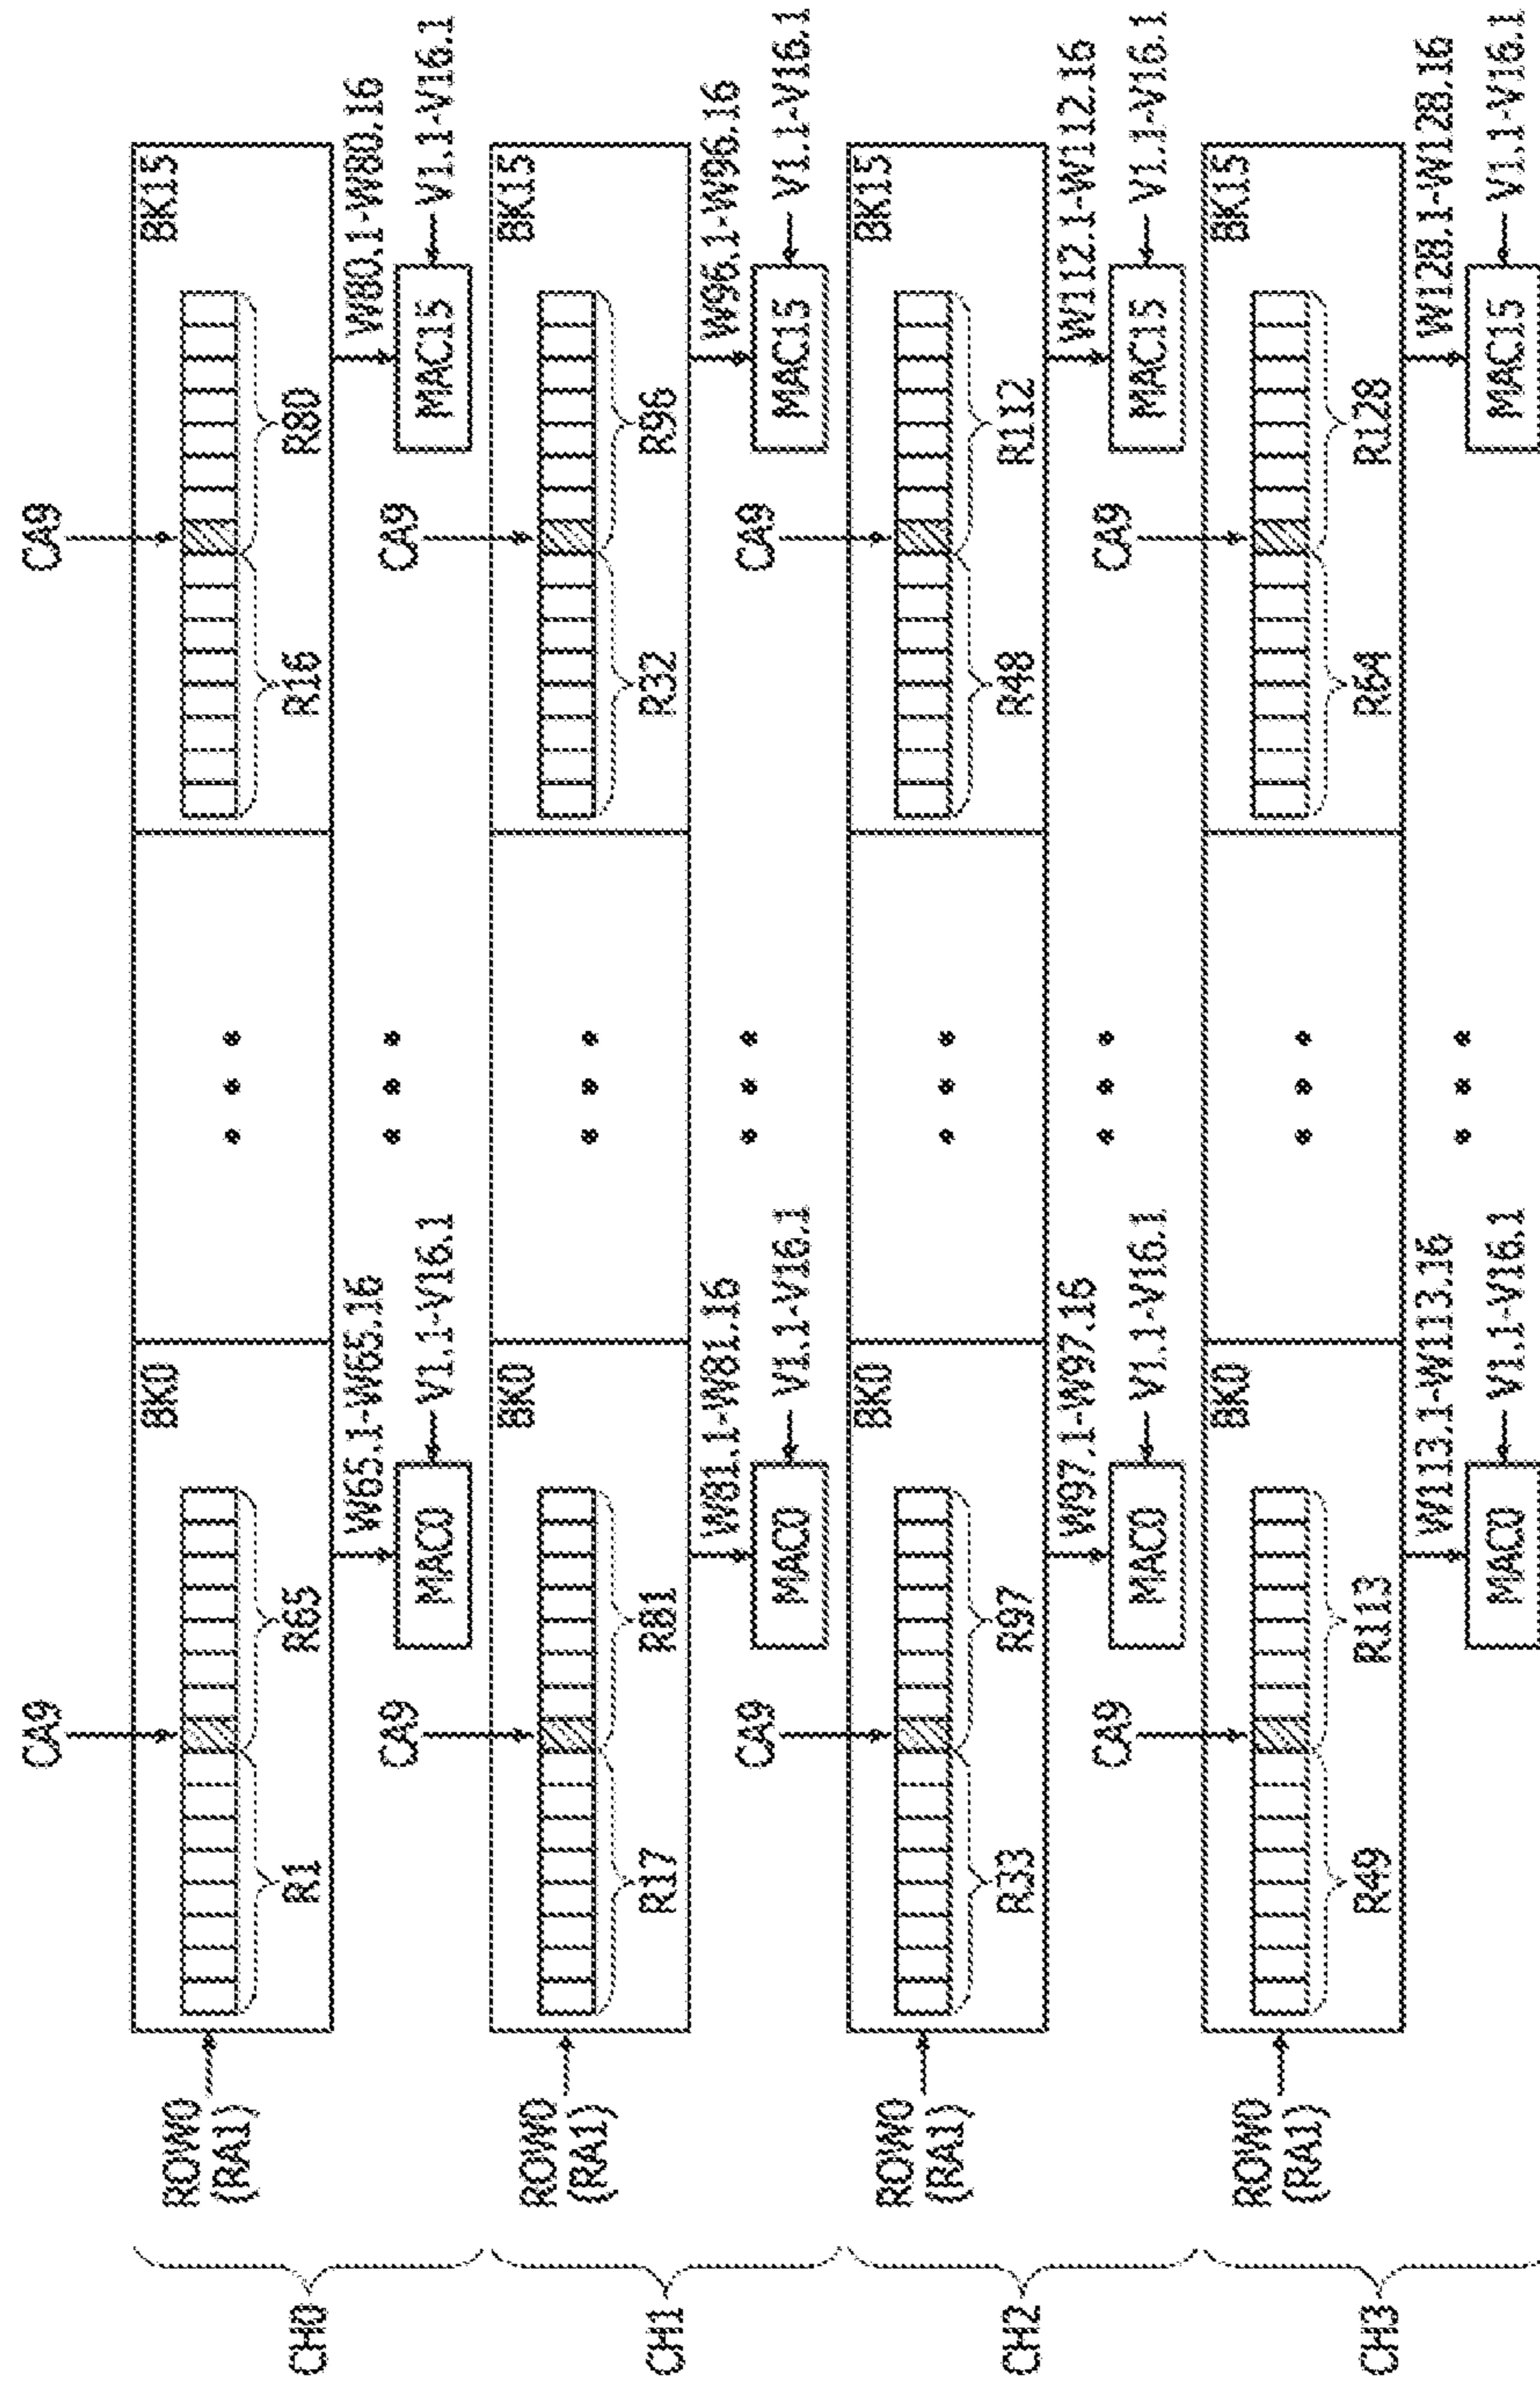 CH0
ROW0
(RA1)
CA9
BK0
R1
R65
W65.1-W65.16
MAC0
V1.1-V16.1
CA9
BK15
R16
R80
W80.1-W80.16
MAC15
V1.1-V16.1
CH1
ROW0
(RA1)
CA9
BK0
R17
R81
W81.1-W81.16
MAC0
V1.1-V16.1
CA9
BK15
R32
R96
W96.1-W96.16
MAC15
V1.1-V16.1
CH2
ROW0
(RA1)
CA9
BK0
R33
R97
W97.1-W97.16
MAC0
V1.1-V16.1
CA9
BK15
R48
R112
W112.1-W112.16
MAC15
V1.1-V16.1
CH3
ROW0
(RA1)
CA9
BK0
R49
R113
W113.1-W113.16
MAC0
V1.1-V16.1
CA9
BK15
R64
R128
W128.1-W128.16
MAC15
V1.1-V16.1